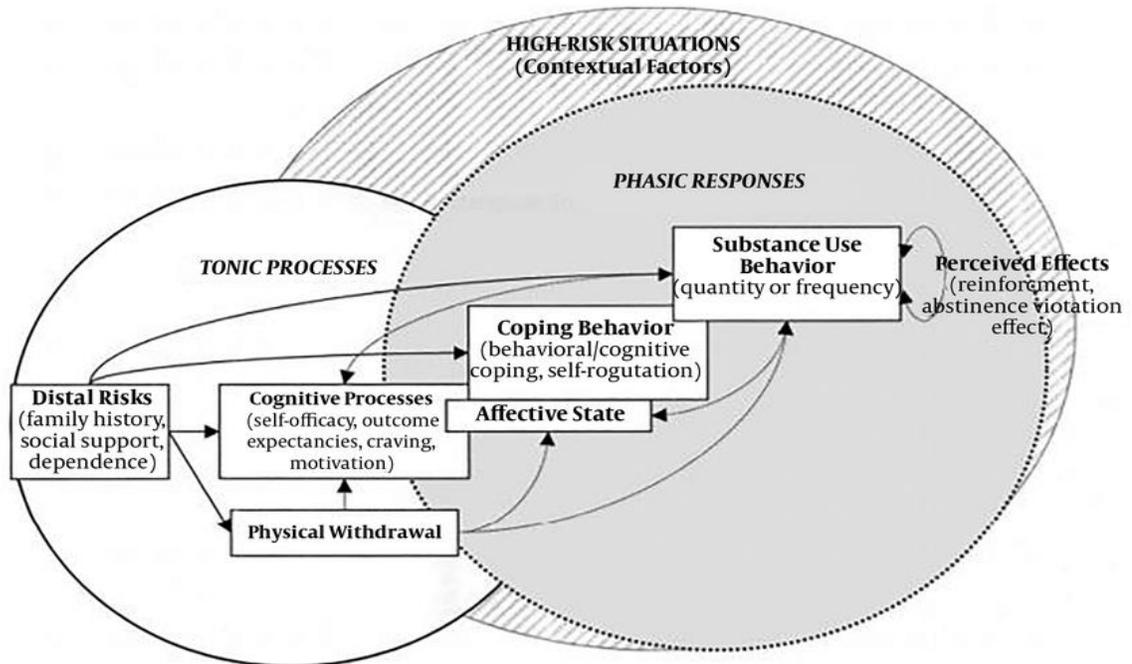 HIGH-RISK SITUATIONS
(Contextual Factors)
PHASIC RESPONSES
TONIC PROCESSES
Substance Use
Behavior
(quantity or frequency)
Perceived Effects
(reinforcment,
abstinence viotation
effect,)
Coping Behavior
(behavioral/cognitive
coping, self-rogutation)
Distal Risks
(family history,
social support,
dependence)
Cognitive Processes
(self-officacy, outcome
expectancies, craving,
motivation)
Affective State
Physical Withdrawal